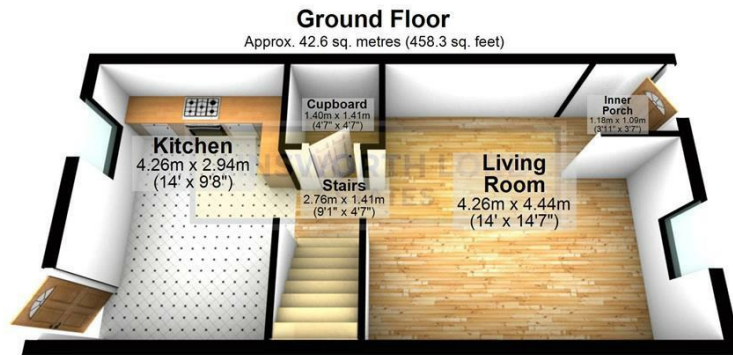 Ground Floor
Approx. 42.6 sq. metres (458.3 sq. feet)
Cupboard
1.40m x 1.41m
(4'7" x 4'7")
Inner
Porch
1.18m x 1.09m
(3'11" x 3'7")
Kitchen
4.26m x 2.94m
(14' x 9'8")
Stairs
2.76m x 1.41m
(9'1" x 4'7")
Living
Room
4.26m x 4.44m
(14' x 14'7")